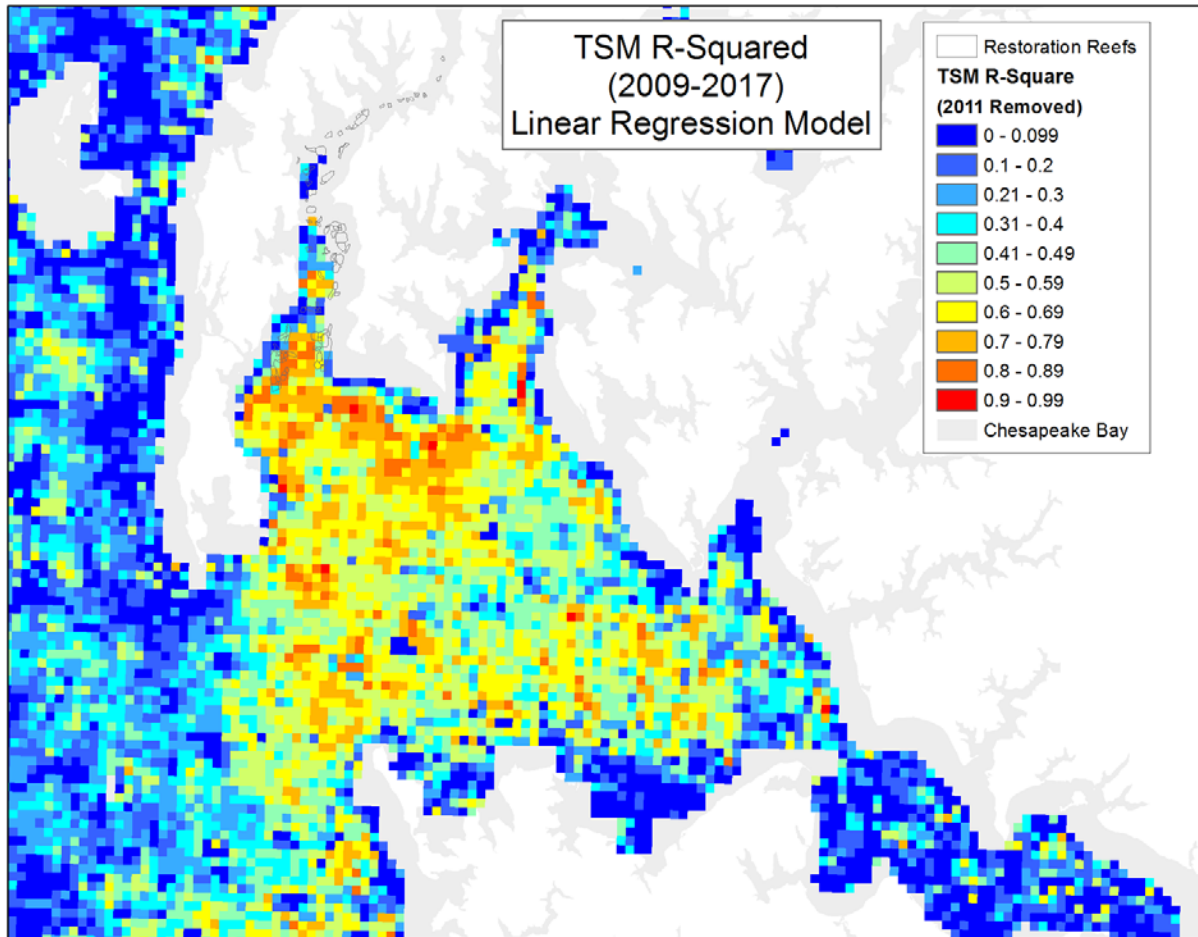 TSM R-Squared
(2009-2017)
Linear Regression Model
Restoration Reefs
TSM R-Square
(2011 Removed)
0 - 0.099
0.1 - 0.2
0.21 - 0.3
0.31 - 0.4
0.41 - 0.49
0.5 - 0.59
0.6 - 0.69
0.7 - 0.79
0.8 - 0.89
0.9 - 0.99
Chesapeake Bay